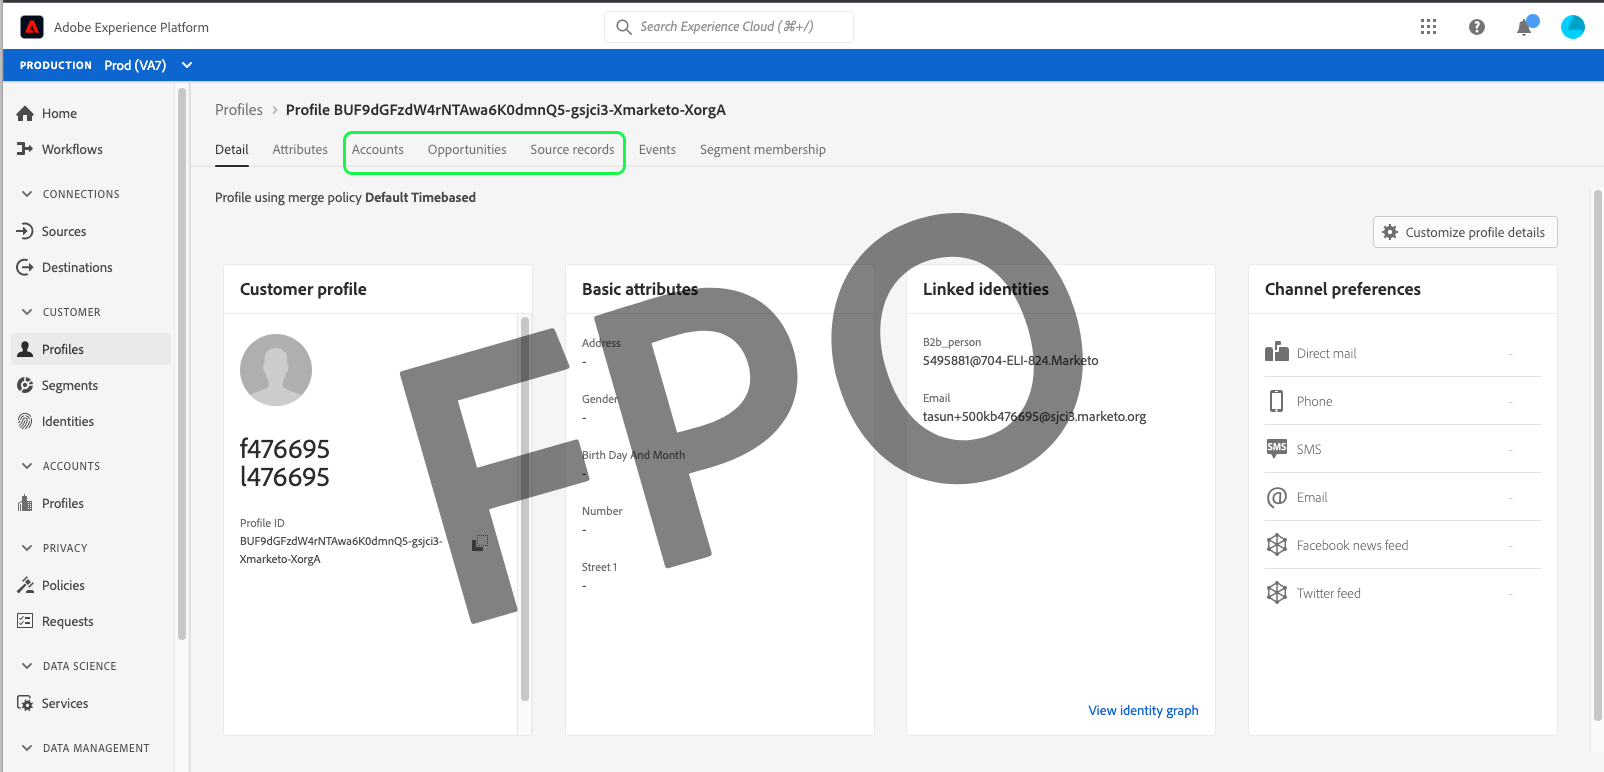 Adobe Experience Platform
Search Experience Cloud (⌘+/)
PRODUCTION Prod (VA7)
Home
Workflows
CONNECTIONS
Sources
Destinations
CUSTOMER
Profiles
Segments
Identities
ACCOUNTS
Profiles
PRIVACY
Policies
Requests
DATA SCIENCE
Services
DATA MANAGEMENT
Profiles > Profile BUF9dGFzdW4rNTAwa6K0dmnQ5-gsjci3-Xmarketo-XorgA
Detail Attributes Accounts Opportunities Source records Events Segment membership
Profile using merge policy Default Timebased
Customize profile details
Customer profile
f476695
l476695
Profile ID
BUF9dGFzdW4rNTAwa6K0dmnQ5-gsjci3-
Xmarketo-XorgA
Basic attributes
Address
-
Gender
-
Birth Day And Month
-
Number
-
Street 1
-
Linked identities
B2b_person
5495881@704-ELI-824.Marketo
Email
tasun+500kb476695@sjci3.marketo.org
View identity graph
Channel preferences
Direct mail -
Phone -
SMS SMS -
Email -
Facebook news feed -
Twitter feed -
FPO